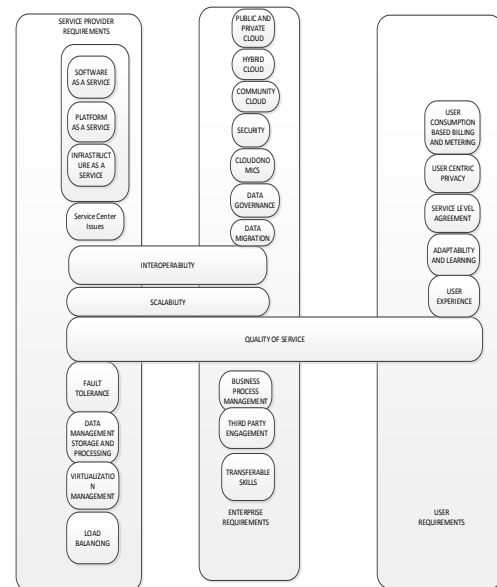 SERVICE PROVIDER
REQUIREMENTS
SOFTWARE
AS A SERVICE
PLATFORM
AS A SERVICE
INFRASTRUCT
URE AS A
SERVICE
Service Center
Issues
PUBLIC AND
PRIVATE
CLOUD
HYBRID
CLOUD
COMMUNITY
CLOUD
SECURITY
CLOUDONO
MICS
DATA
GOVERNANCE
DATA
MIGRATION
USER
CONSUMPTION
BASED BILLING
AND METERING
USER CENTRIC
PRIVACY
SERVICE LEVEL
AGREEMENT
ADAPTABILITY
AND LEARNING
USER
EXPERIENCE
INTEROPERABILITY
SCALABILITY
QUALITY OF SERVICE
FAULT
TOLERANCE
DATA
MANAGEMENT
STORAGE AND
PROCESSING
VIRTUALIZATIO
N
MANAGEMENT
LOAD
BALANCING
BUSINESS
PROCESS
MANAGEMENT
THIRD PARTY
ENGAGEMENT
TRANSFERABLE
SKILLS
ENTERPRISE
REQUIREMENTS
USER
REQUIREMENTS